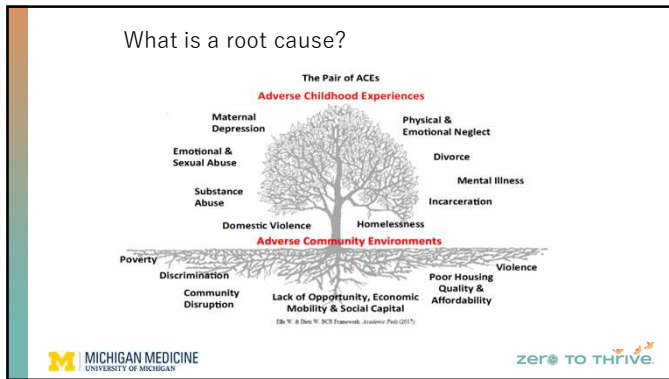 What is a root cause?
The Pair of ACEs
Adverse Childhood Experiences
Maternal
Depression
Physical &
Emotional Neglect
Emotional &
Sexual Abuse
Divorce
Mental Illness
Substance
Abuse
Incarceration
Domestic Violence
Homelessness
Adverse Community Environments
Poverty
Violence
Discrimination
Poor Housing
Quality &
Affordability
Community
Disruption
Lack of Opportunity, Economic
Mobility & Social Capital
Ellis W. & Dietz W. BCR Framework. Academic Peds (2017)
M MICHIGAN MEDICINE
UNIVERSITY OF MICHIGAN
zero TO THrive.